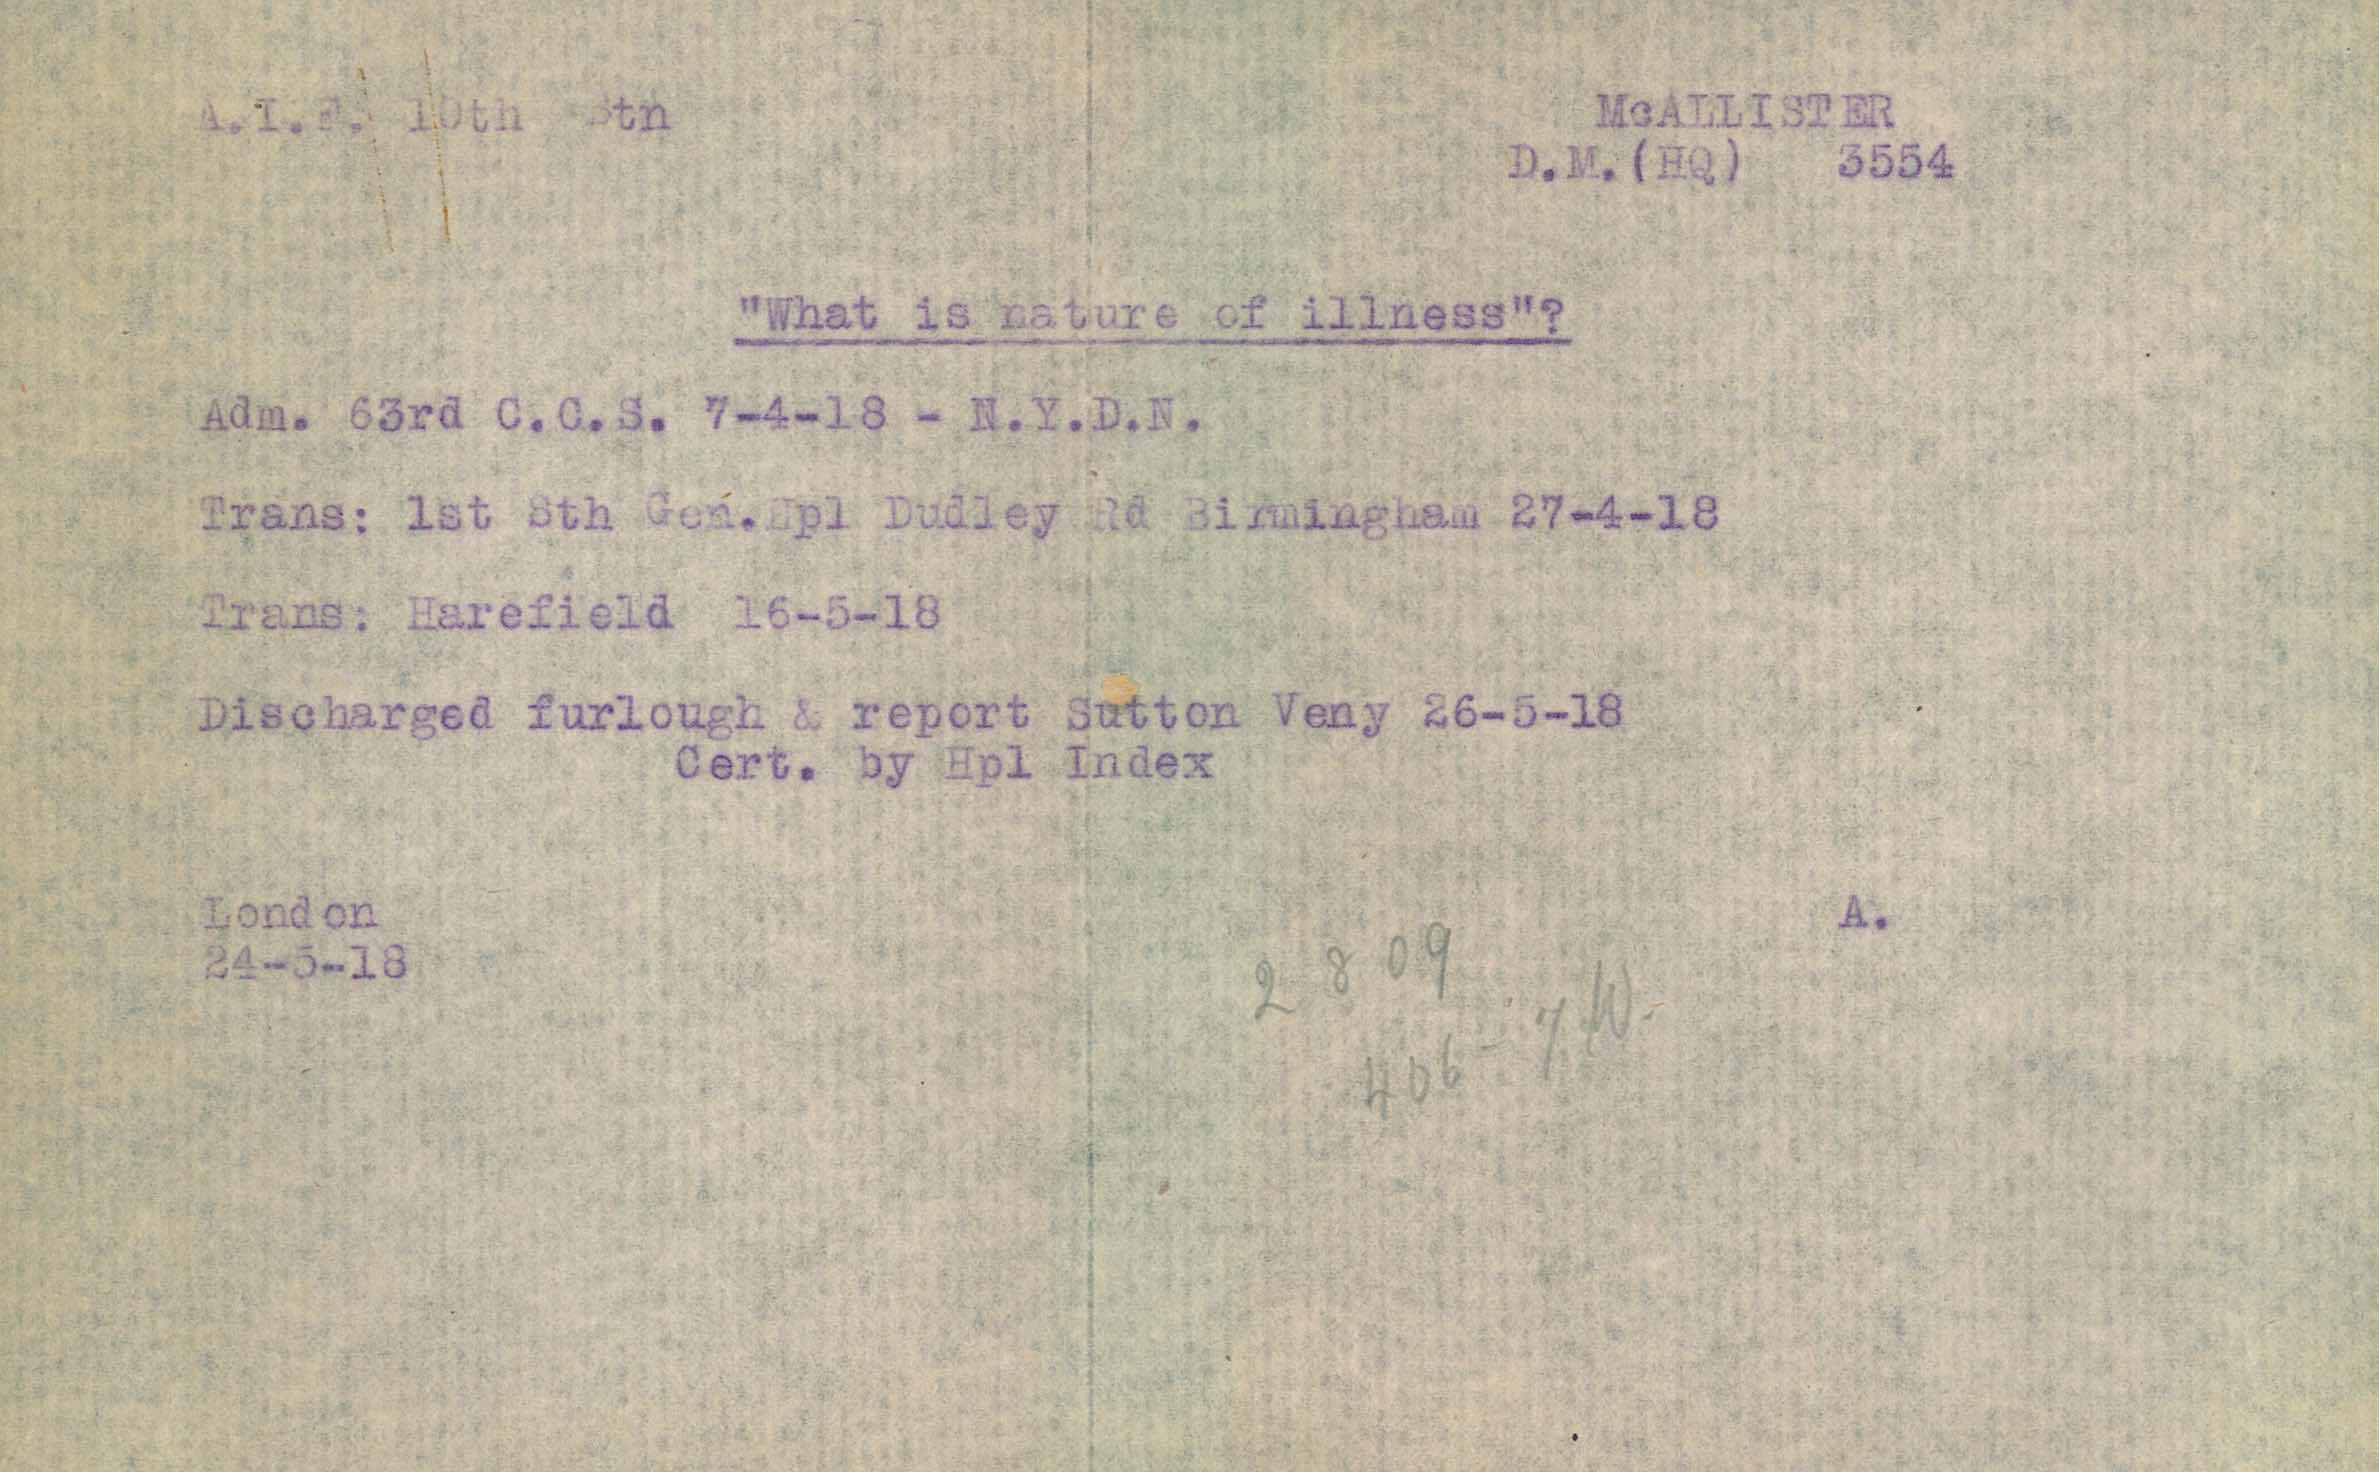 A.I.F. 10th Btn McALLISTER
D.M.(HQ) 3554
"What is nature of illness"?
Adm. 63rd C.C.S. 7-4-18 - N.Y.D.N.
Trans: 1st Sth Gen.Hpl Dudley Rd Birmingham 27-4-18
Trans: Harefield 16-5-18
Discharged furlough & report Sutton Veny 26-5-18
Cert. by Hpl Index
London A.
24-5-18
2809
406 - 7 W.